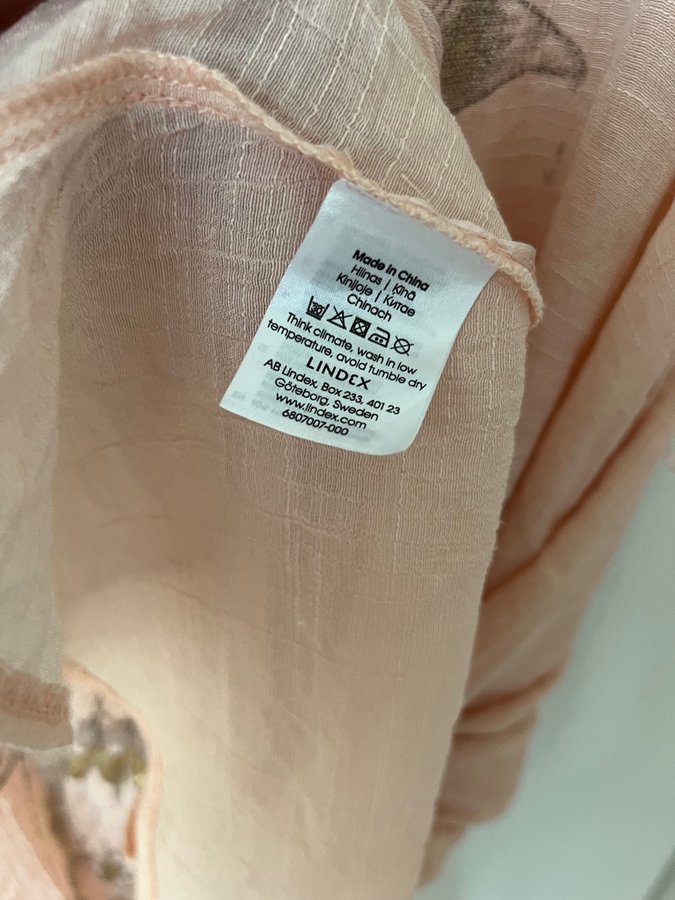 Made in China
Hiinas | Ķīnā
Kinijoje | Китае
Chinach
Think climate, wash in low
temperature, avoid tumble dry
LINDEX
AB Lindex, Box 233, 401 23
Göteborg, Sweden
www.lindex.com
6807007-000